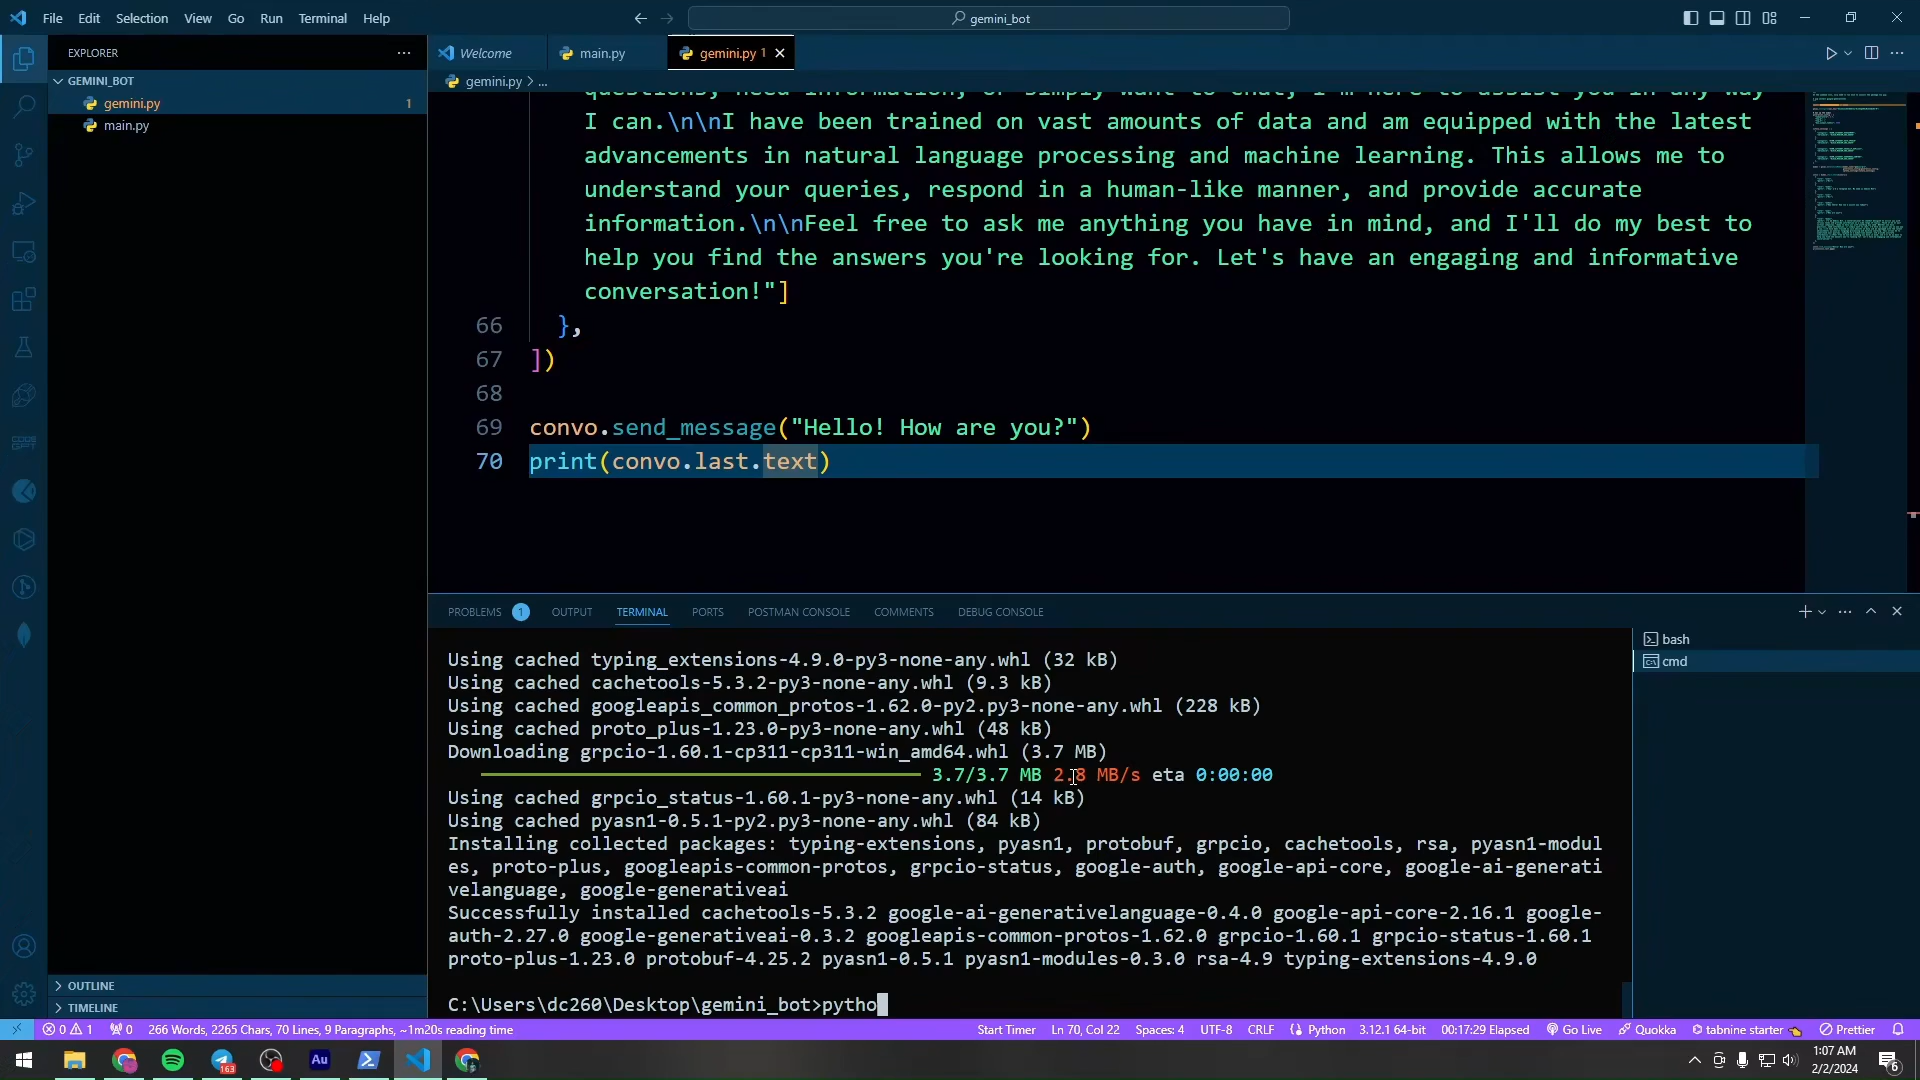 File Edit Selection View Go Run Terminal Help
gemini_bot
EXPLORER
Welcome
main.py
gemini.py 1
GEMINI_BOT
gemini.py > ...
gemini.py 1
main.py
I can.\n\nI have been trained on vast amounts of data and am equipped with the latest
advancements in natural language processing and machine learning. This allows me to
understand your queries, respond in a human-like manner, and provide accurate
information.\n\nFeel free to ask me anything you have in mind, and I'll do my best to
help you find the answers you're looking for. Let's have an engaging and informative
conversation!"]
66 },
67 ])
68
69 convo.send_message("Hello! How are you?")
70 print(convo.last.text)
PROBLEMS 1 OUTPUT TERMINAL PORTS POSTMAN CONSOLE COMMENTS DEBUG CONSOLE
bash
cmd
Using cached typing_extensions-4.9.0-py3-none-any.whl (32 kB)
Using cached cachetools-5.3.2-py3-none-any.whl (9.3 kB)
Using cached googleapis_common_protos-1.62.0-py2.py3-none-any.whl (228 kB)
Using cached proto_plus-1.23.0-py3-none-any.whl (48 kB)
Downloading grpcio-1.60.1-cp311-cp311-win_amd64.whl (3.7 MB)
3.7/3.7 MB 2.8 MB/s eta 0:00:00
Using cached grpcio_status-1.60.1-py3-none-any.whl (14 kB)
Using cached pyasn1-0.5.1-py2.py3-none-any.whl (84 kB)
Installing collected packages: typing-extensions, pyasn1, protobuf, grpcio, cachetools, rsa, pyasn1-modul
es, proto-plus, googleapis-common-protos, grpcio-status, google-auth, google-api-core, google-ai-generati
velanguage, google-generativeai
Successfully installed cachetools-5.3.2 google-ai-generativelanguage-0.4.0 google-api-core-2.16.1 google-
auth-2.27.0 google-generativeai-0.3.2 googleapis-common-protos-1.62.0 grpcio-1.60.1 grpcio-status-1.60.1
proto-plus-1.23.0 protobuf-4.25.2 pyasn1-0.5.1 pyasn1-modules-0.3.0 rsa-4.9 typing-extensions-4.9.0
C:\Users\dc260\Desktop\gemini_bot>pytho
OUTLINE
TIMELINE
0 1 0 266 Words, 2265 Chars, 70 Lines, 9 Paragraphs, ~1m20s reading time
Start Timer Ln 70, Col 22 Spaces: 4 UTF-8 CRLF Python 3.12.1 64-bit 00:17:29 Elapsed Go Live Quokka tabnine starter Prettier
163
Au
1:07 AM
2/2/2024
6